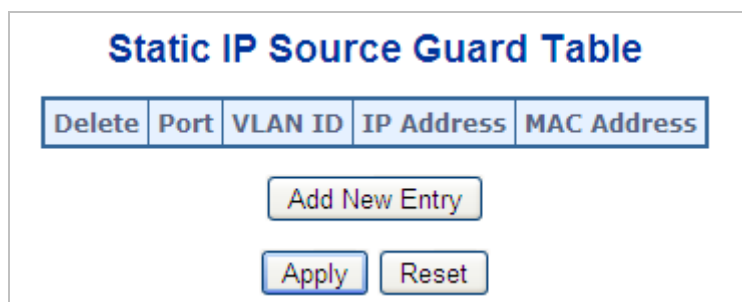 Static IP Source Guard Table
Delete Port VLAN ID IP Address MAC Address
Add New Entry
Apply Reset